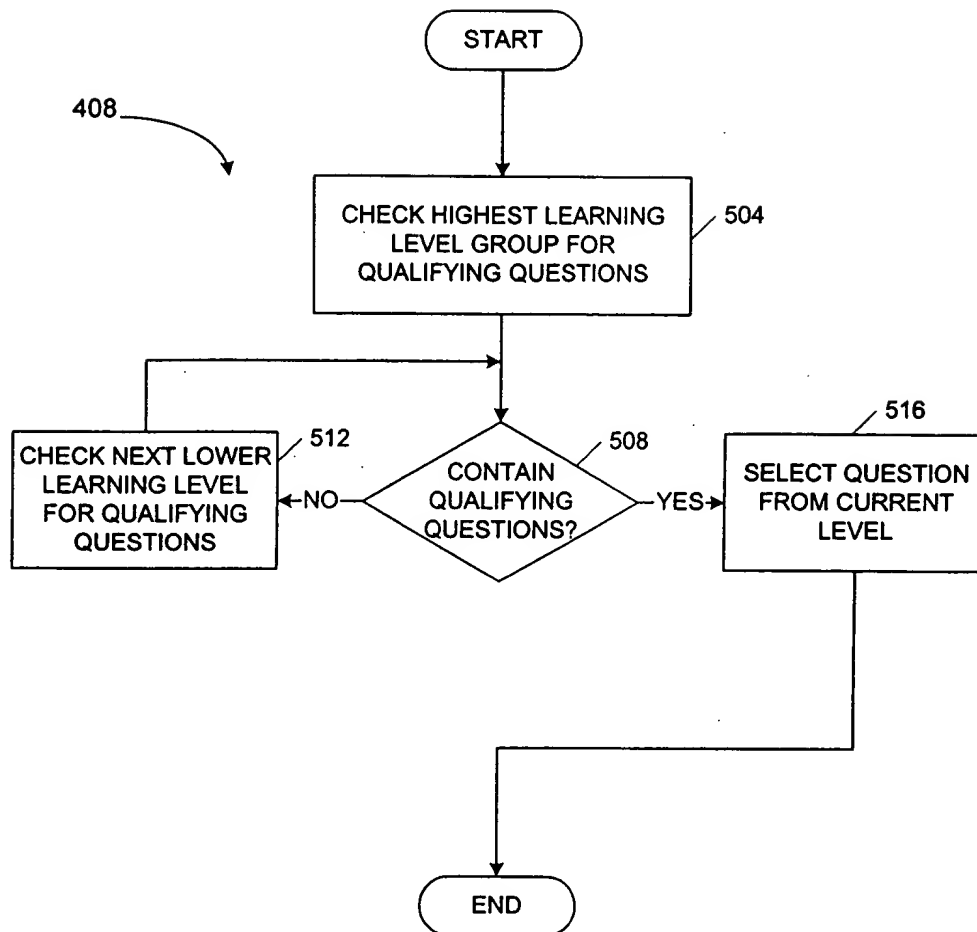 START
408
CHECK HIGHEST LEARNING
LEVEL GROUP FOR
QUALIFYING QUESTIONS
504
CHECK NEXT LOWER
LEARNING LEVEL
FOR QUALIFYING
QUESTIONS
512
NO
CONTAIN
QUALIFYING
QUESTIONS?
508
YES
516
SELECT QUESTION
FROM CURRENT
LEVEL
END